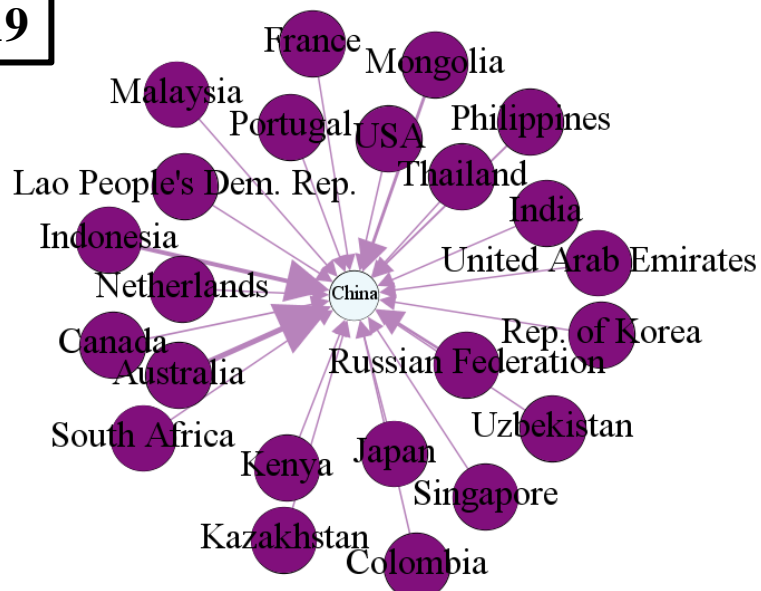 19
France
Mongolia
Malaysia
Portugal
USA
Philippines
Lao People's Dem. Rep.
Thailand
India
Indonesia
United Arab Emirates
Netherlands
China
Canada
Rep. of Korea
Australia
Russian Federation
South Africa
Uzbekistan
Kenya
Japan
Singapore
Kazakhstan
Colombia